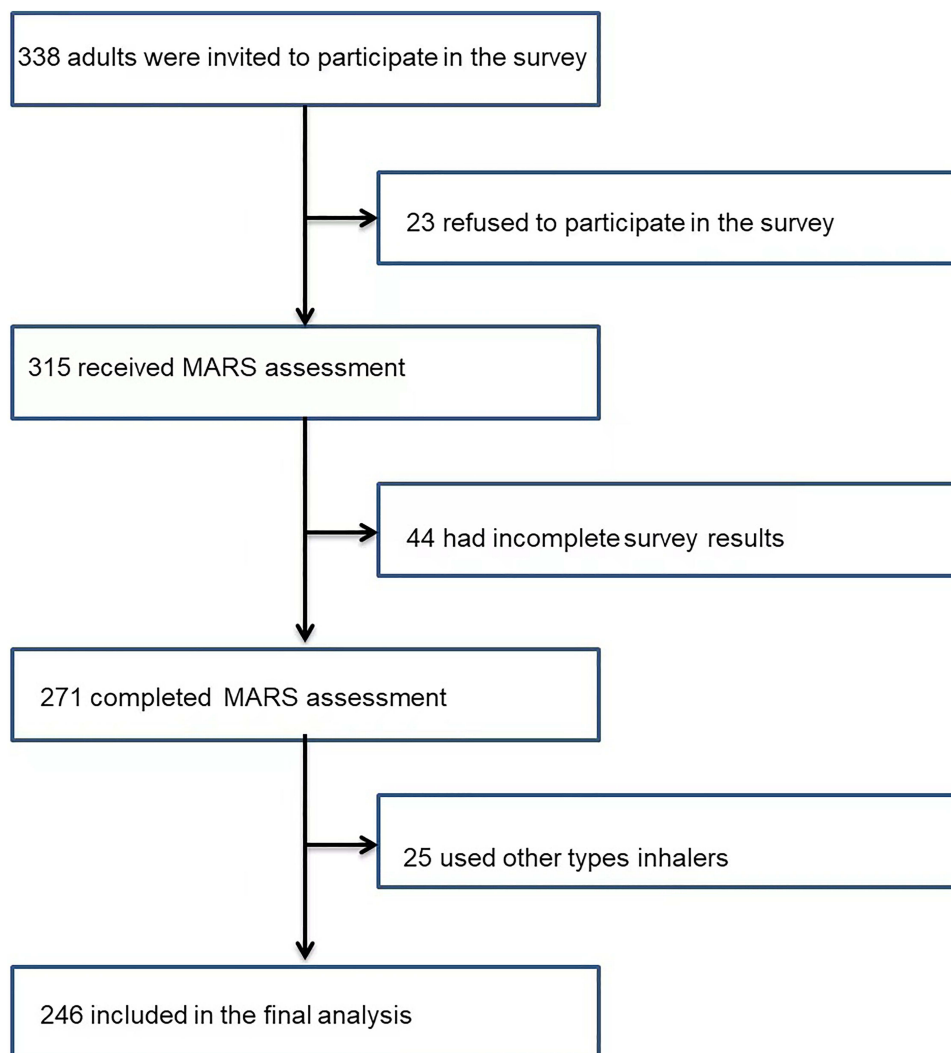 338 adults were invited to participate in the survey
23 refused to participate in the survey
315 received MARS assessment
44 had incomplete survey results
271 completed MARS assessment
25 used other types inhalers
246 included in the final analysis